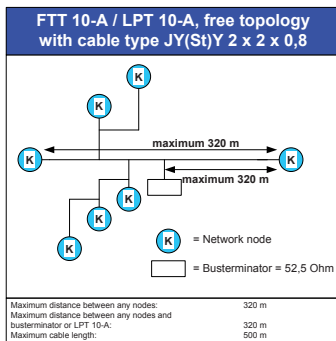 FTT 10-A / LPT 10-A, free topology
with cable type JY(St)Y 2 x 2 x 0,8
K
K
maximum 320 m
K
K
K
maximum 320 m
K
K
K = Network node
= Busterminator = 52,5 Ohm
Maximum distance between any nodes: 320 m
Maximum distance between any nodes and
busterminator or LPT 10-A: 320 m
Maximum cable length: 500 m